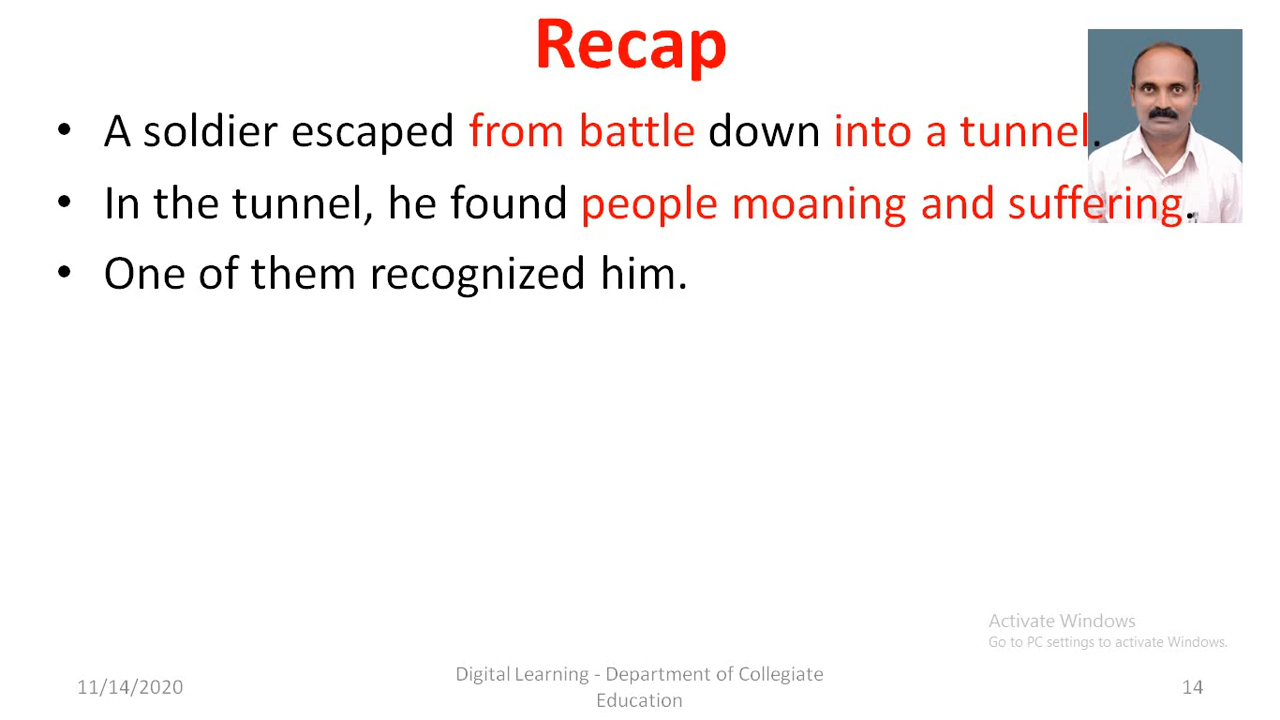 Recap
• A soldier escaped from battle down into a tunnel.
• In the tunnel, he found people moaning and suffering.
• One of them recognized him.
Activate Windows
Go to PC settings to activate Windows.
11/14/2020
Digital Learning - Department of Collegiate
Education
14